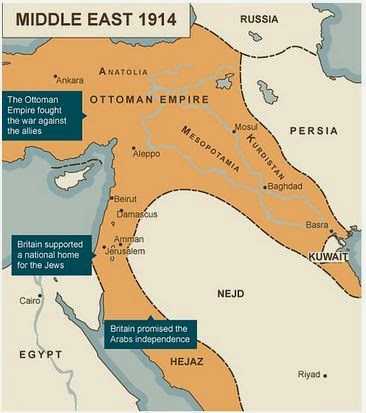 MIDDLE EAST 1914
RUSSIA
Ankara
ANATOLIA
OTTOMAN EMPIRE
The Ottoman
Empire fought
the war against
the allies
PERSIA
Mosul
KURDISTAN
MESOPOTAMIA
Aleppo
Baghdad
Beirut
Damascus
Basra
Britain supported
a national home
for the Jews
Amman
Jerusalem
KUWAIT
NEJD
Cairo
Britain promised the
Arabs independence
EGYPT
HEJAZ
Riyad